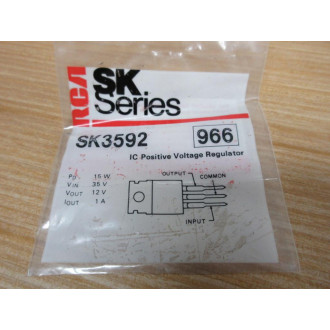 RCA
SK
Series
SK3592
966
IC Positive Voltage Regulator
PD: 15 W
VIN 35 V
VOUT 12 V
IOUT 1 A
OUTPUT
COMMON
INPUT